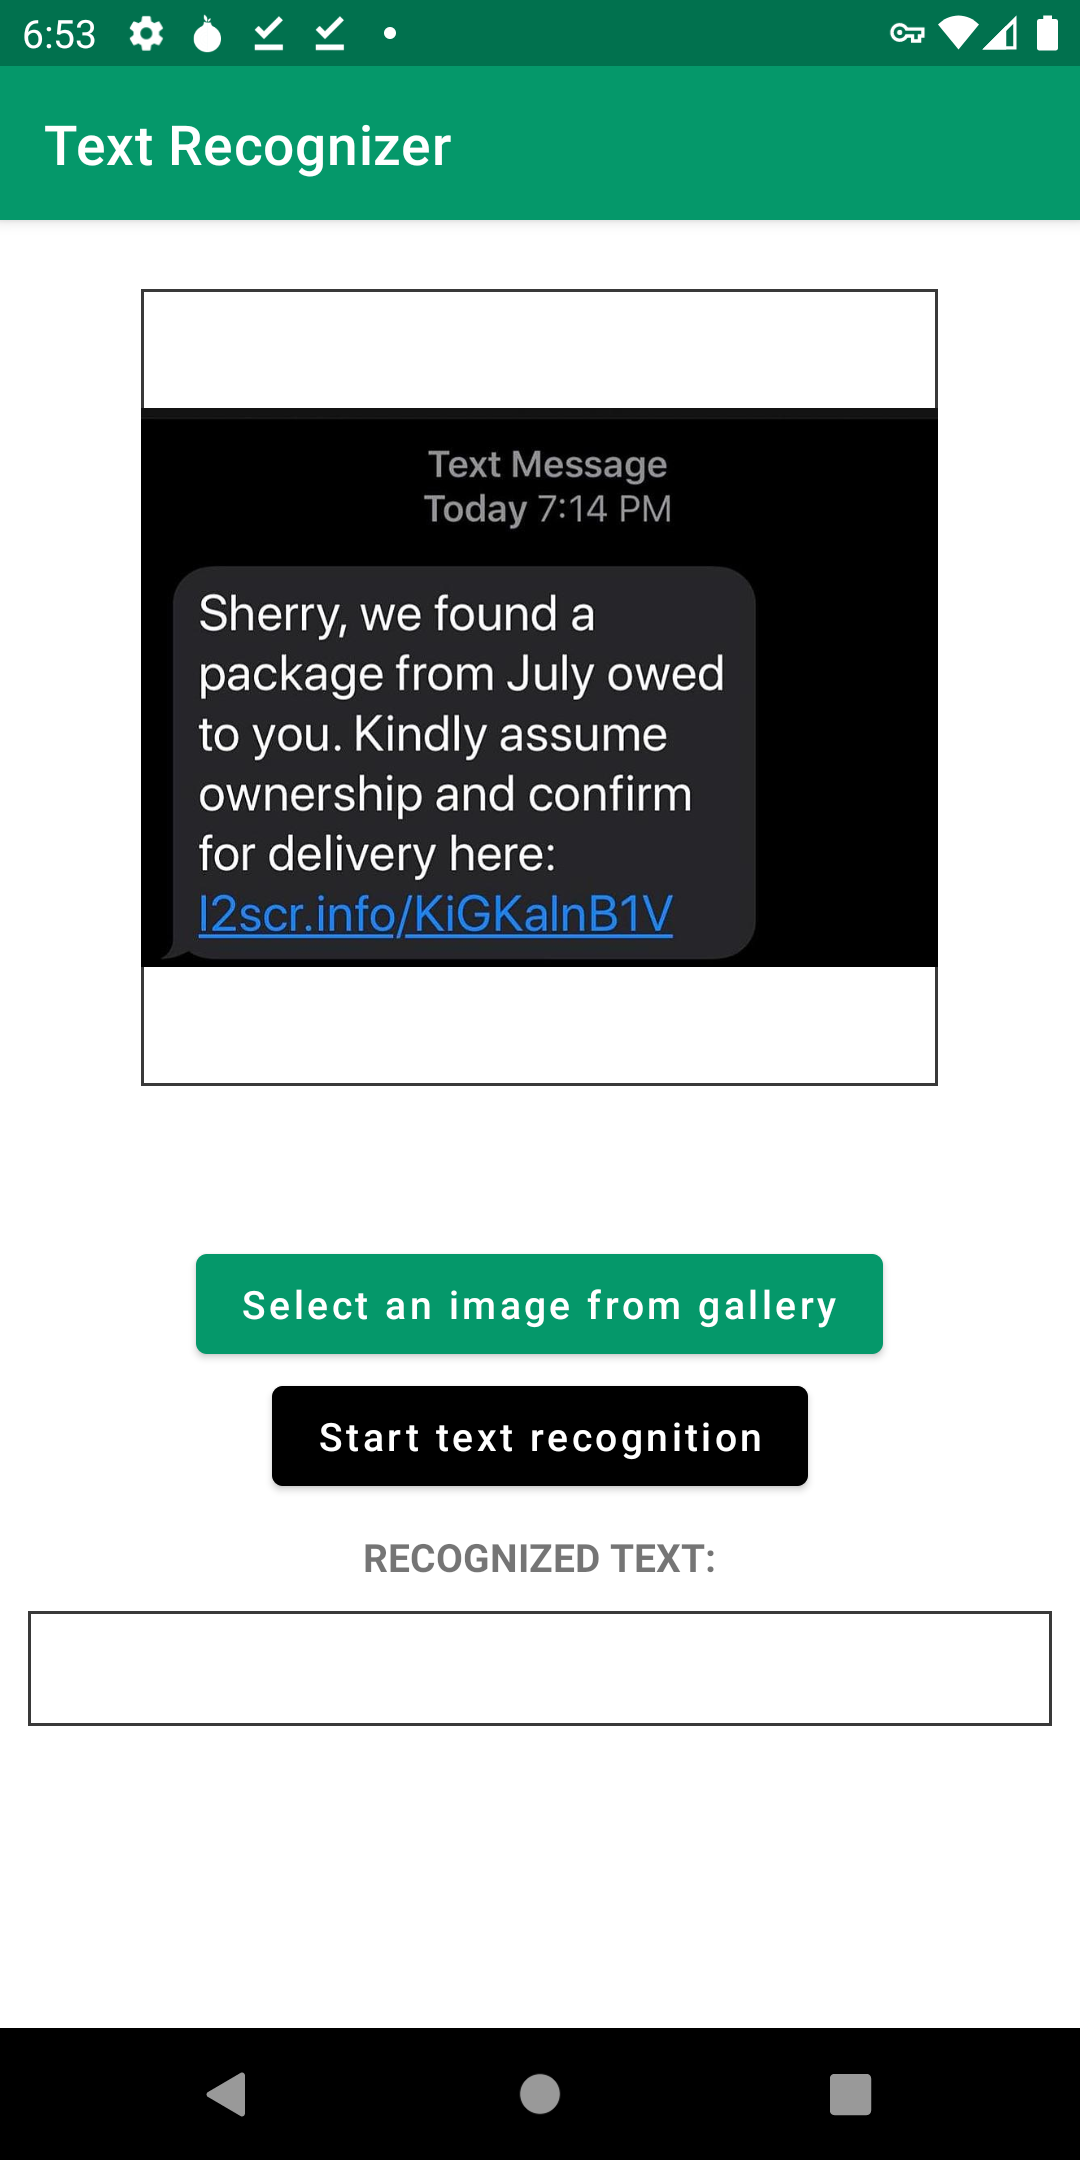 6:53
Text Recognizer
Text Message
Today 7:14 PM
Sherry, we found a
package from July owed
to you. Kindly assume
ownership and confirm
for delivery here:
l2scr.info/KiGKalnB1V
Select an image from gallery
Start text recognition
RECOGNIZED TEXT: